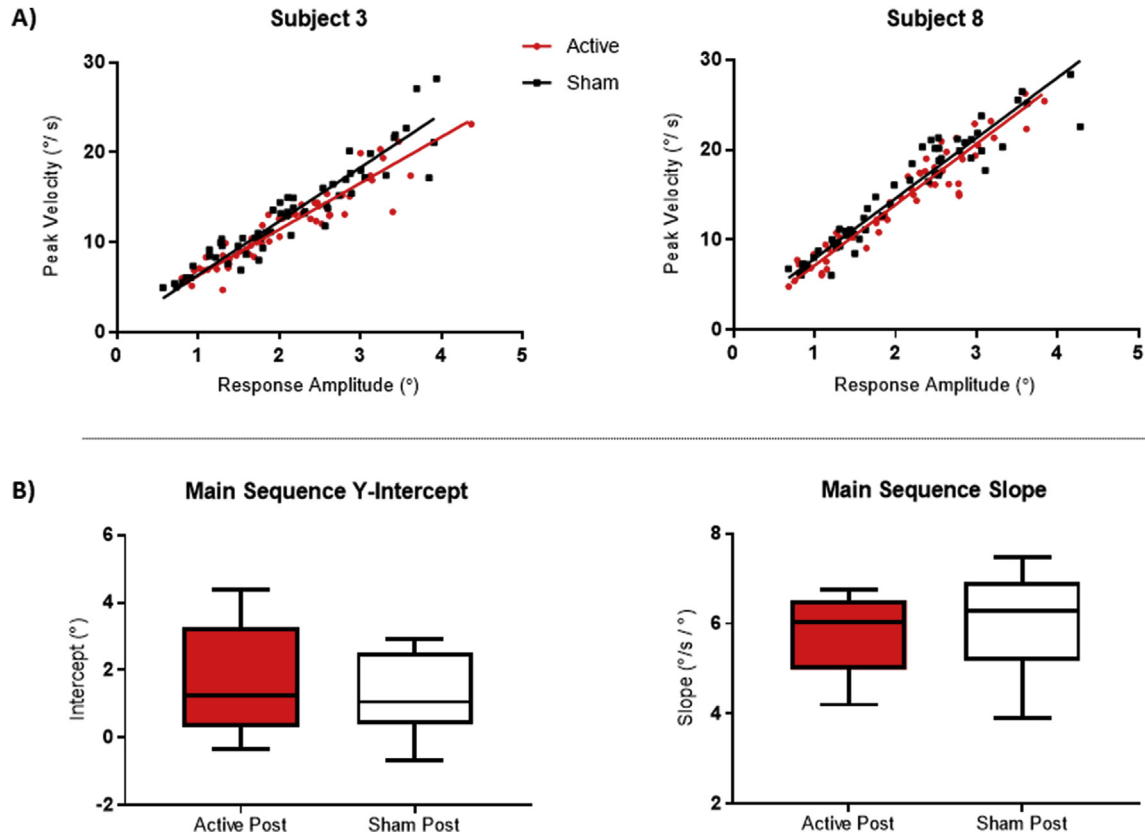 A)
Subject 3
Active
Sham
Subject 8
30
20
10
0
Peak Velocity (°/ s)
0 1 2 3 4 5
Response Amplitude (°)
30
20
10
0
Peak Velocity (°/ s)
0 1 2 3 4 5
Response Amplitude (°)
B)
Main Sequence Y-Intercept
6
4
2
0
-2
Intercept (°)
Active Post Sham Post
Main Sequence Slope
8
6
4
2
Slope (°/s / °)
Active Post Sham Post